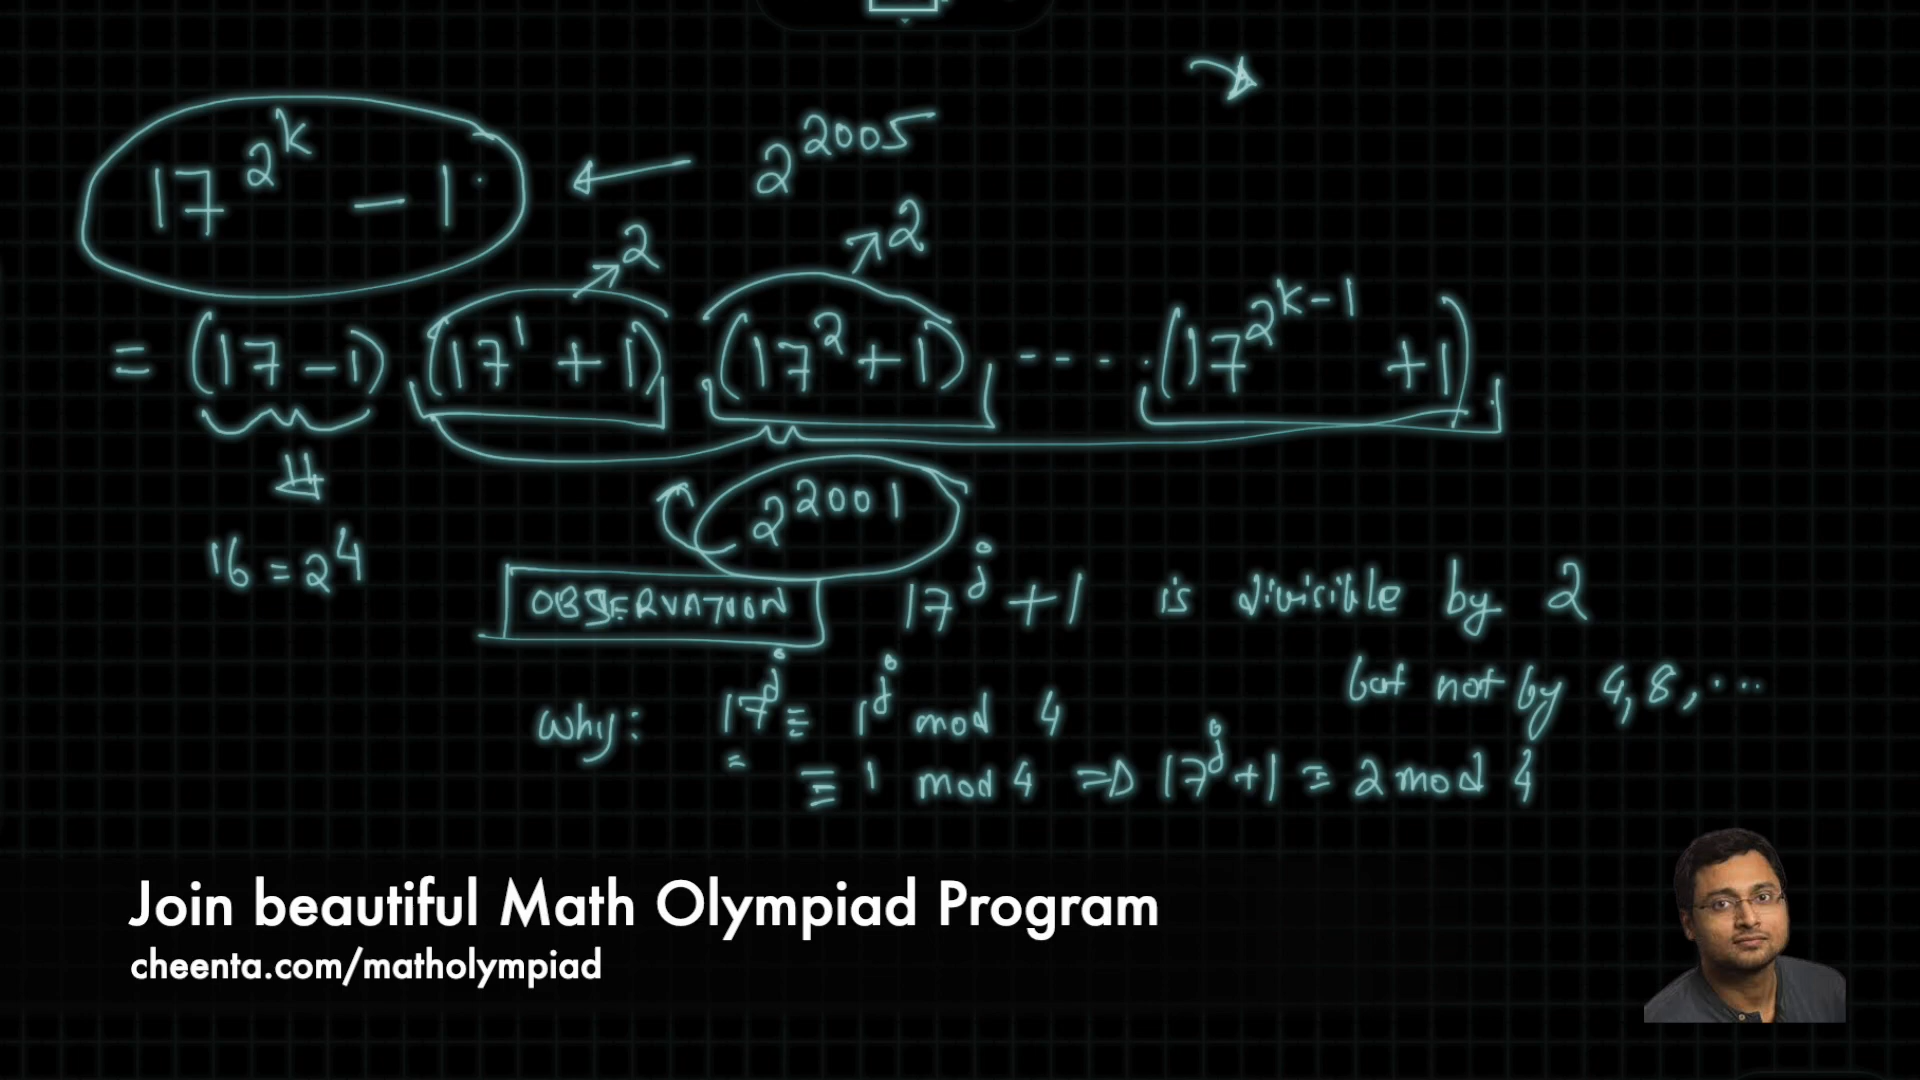 17^{2^k} - 1 ← 2^{2005}
= (17 - 1) (17^1 + 1) (17^2 + 1) ---- (17^{2^{k-1}} + 1)
2
2
16 = 2^4
2^{2001}
OBSERVATION 17^j + 1 is divisible by 2
but not by 4, 8, ...
Why: 17^j ≡ 1^j mod 4
≡ 1 mod 4 ⇒ 17^j + 1 ≡ 2 mod 4
Join beautiful Math Olympiad Program
cheenta.com/matholympiad